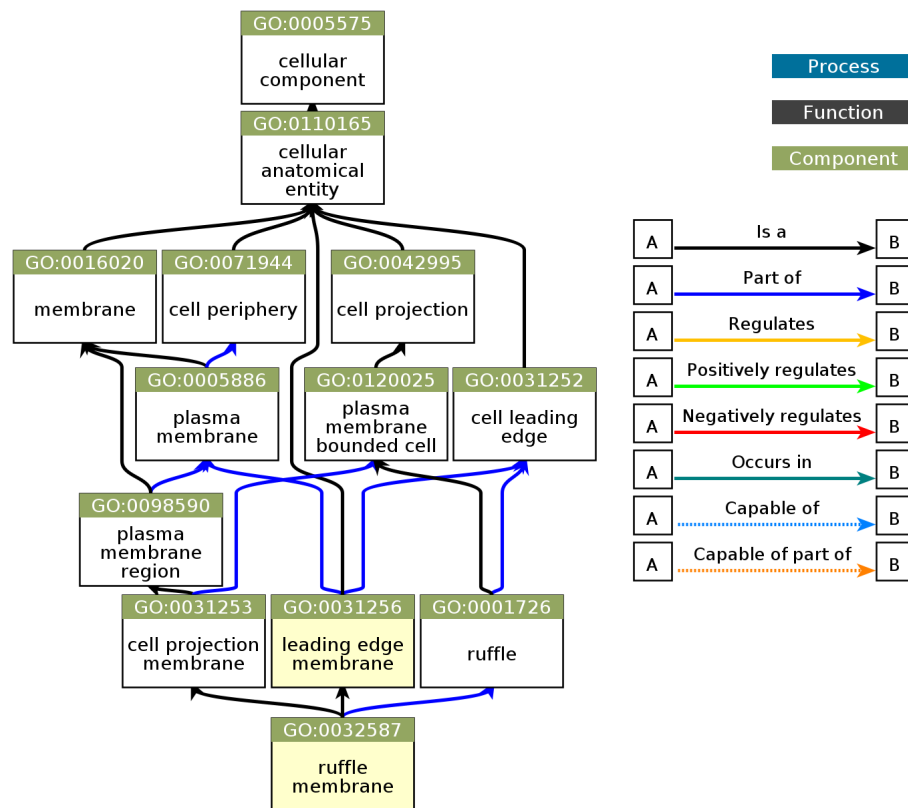 GO:0005575
cellular
component
GO:0110165
cellular
anatomical
entity
GO:0016020
membrane
GO:0071944
cell periphery
GO:0042995
cell projection
GO:0005886
plasma
membrane
GO:0120025
plasma
membrane
bounded cell
GO:0031252
cell leading
edge
GO:0098590
plasma
membrane
region
GO:0031253
cell projection
membrane
GO:0031256
leading edge
membrane
GO:0001726
ruffle
GO:0032587
ruffle
membrane
Process
Function
Component
A Is a B
A Part of B
A Regulates B
A Positively regulates B
A Negatively regulates B
A Occurs in B
A Capable of B
A Capable of part of B